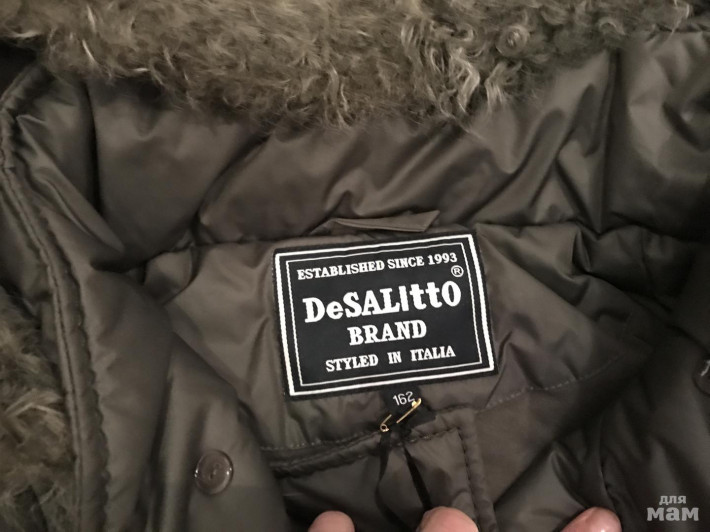 ESTABLISHED SINCE 1993
®
DeSALIttO
BRAND
STYLED IN ITALIA
162
для
мам